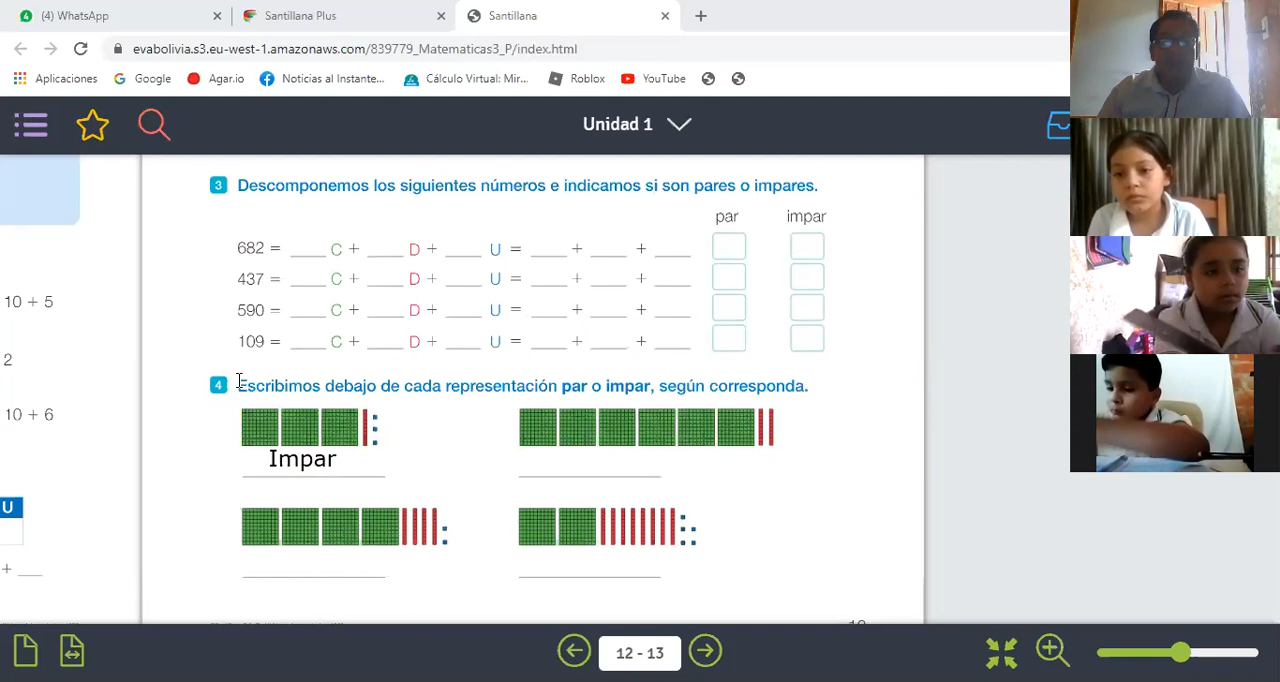 (4) WhatsApp
Santillana Plus
Santillana
evabolivia.s3.eu-west-1.amazonaws.com/839779_Matematicas3_P/index.html
Aplicaciones
Google
Agar.io
Noticias al Instante...
Cálculo Virtual: Mir...
Roblox
YouTube
Unidad 1
3 Descomponemos los siguientes números e indicamos si son pares o impares.
par impar
682 = ____ C + ____ D + ____ U = ____ + ____ + ____
437 = ____ C + ____ D + ____ U = ____ + ____ + ____
590 = ____ C + ____ D + ____ U = ____ + ____ + ____
109 = ____ C + ____ D + ____ U = ____ + ____ + ____
10 + 5
2
10 + 6
U
+ ___
4 Escribimos debajo de cada representación par o impar, según corresponda.
Impar
12 - 13